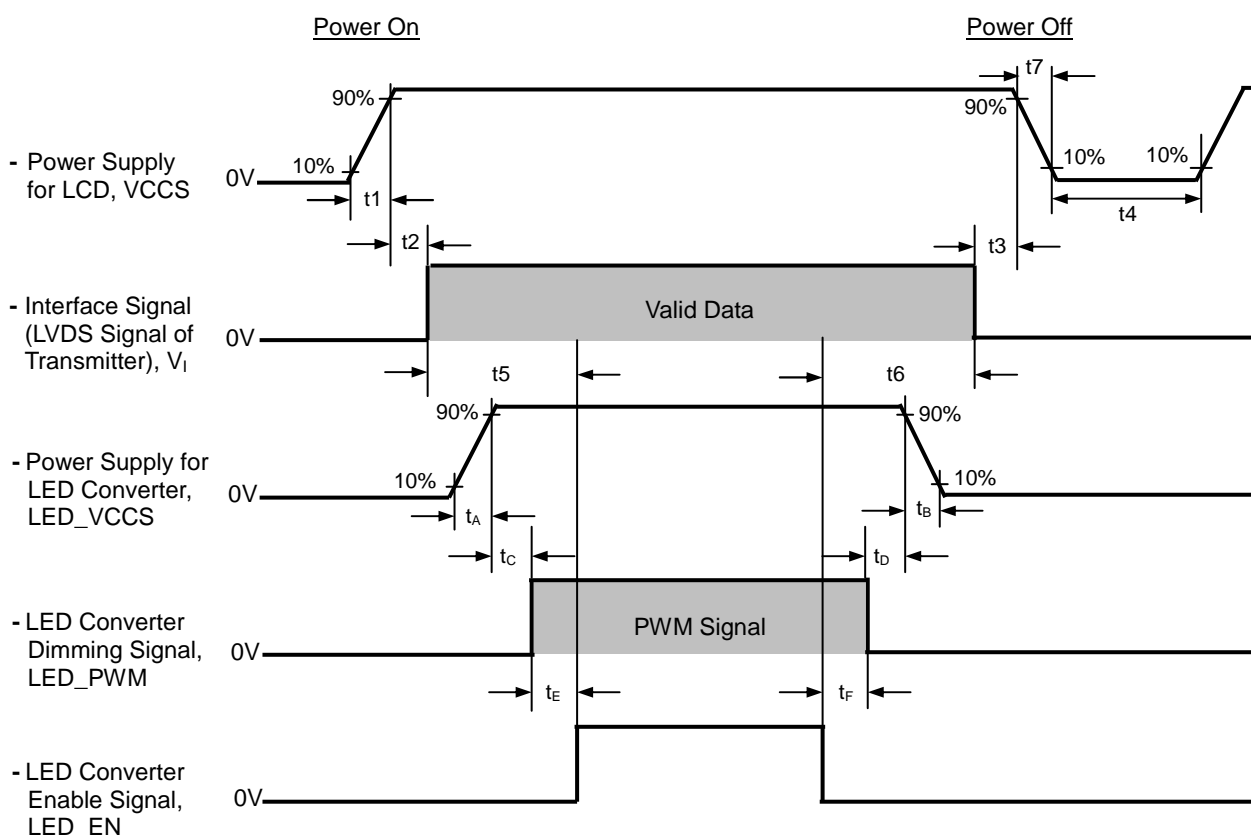 Power On
Power Off
t7
90%
90%
10%
10%
10%
- Power Supply
for LCD, VCCS
0V
t1
t4
t2
t3
- Interface Signal
(LVDS Signal of
Transmitter), VI
0V
Valid Data
t5
t6
90%
90%
- Power Supply for
LED Converter,
LED_VCCS
0V
10%
10%
tA
tB
tC
tD
- LED Converter
Dimming Signal,
LED_PWM
0V
PWM Signal
tE
tF
- LED Converter
Enable Signal,
LED_EN
0V